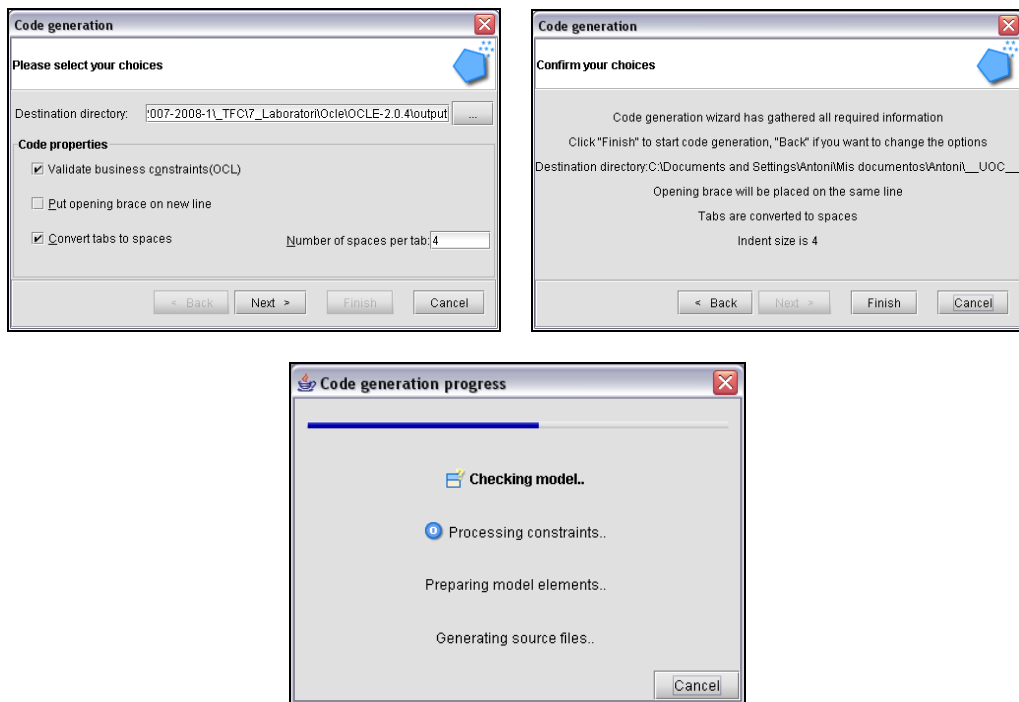 Code generation
Please select your choices
Destination directory: 2007-2008-1\_TFC\7_Laboratori\Ocle\OCLE-2.0.4\output ...
Code properties
Validate business constraints(OCL)
Put opening brace on new line
Convert tabs to spaces Number of spaces per tab: 4
< Back Next > Finish Cancel
Code generation
Confirm your choices
Code generation wizard has gathered all required information
Click "Finish" to start code generation, "Back" if you want to change the options
Destination directory:C:\Documents and Settings\Antoni\Mis documentos\Antoni\__UOC__
Opening brace will be placed on the same line
Tabs are converted to spaces
Indent size is 4
< Back Next > Finish Cancel
Code generation progress
Checking model..
Processing constraints..
Preparing model elements..
Generating source files..
Cancel